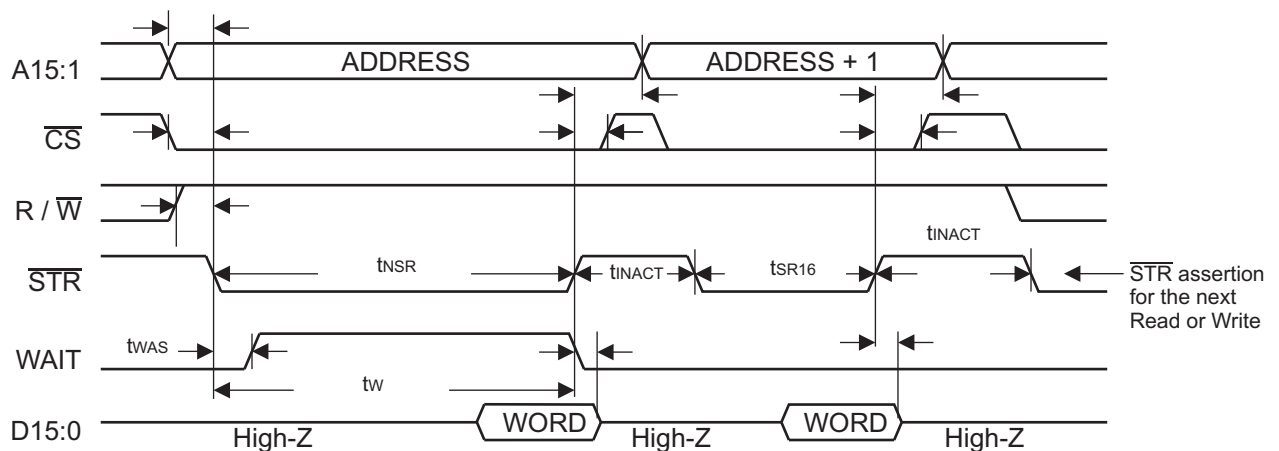 A15:1
ADDRESS
ADDRESS + 1
CS
R / W
tINACT
STR
tNSR
tINACT
tSR16
STR assertion
for the next
Read or Write
WAIT
tWAS
tW
D15:0
High-Z
WORD
High-Z
WORD
High-Z